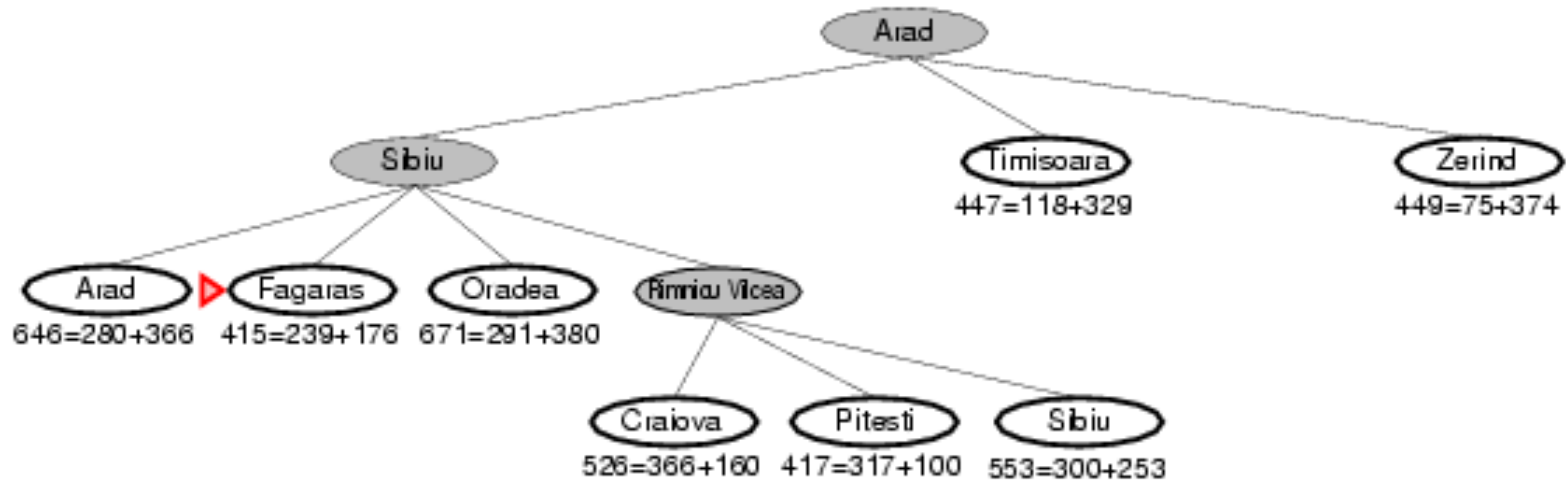 Arad
Sibiu
Timisoara
Zerind
447=118+329
449=75+374
Arad
Fagaras
Oradea
Rimnicu Vilcea
646=280+366
415=239+176
671=291+380
Craiova
Pitesti
Sibiu
526=366+160
417=317+100
553=300+253